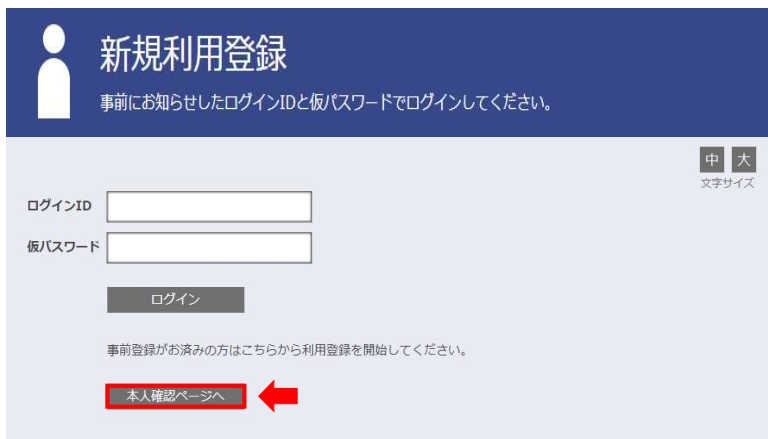 新規利用登録
事前にお知らせしたログインIDと仮パスワードでログインしてください。
中 大
文字サイズ
ログインID
仮パスワード
ログイン
事前登録がお済みの方はこちらから利用登録を開始してください。
本人確認ページへ